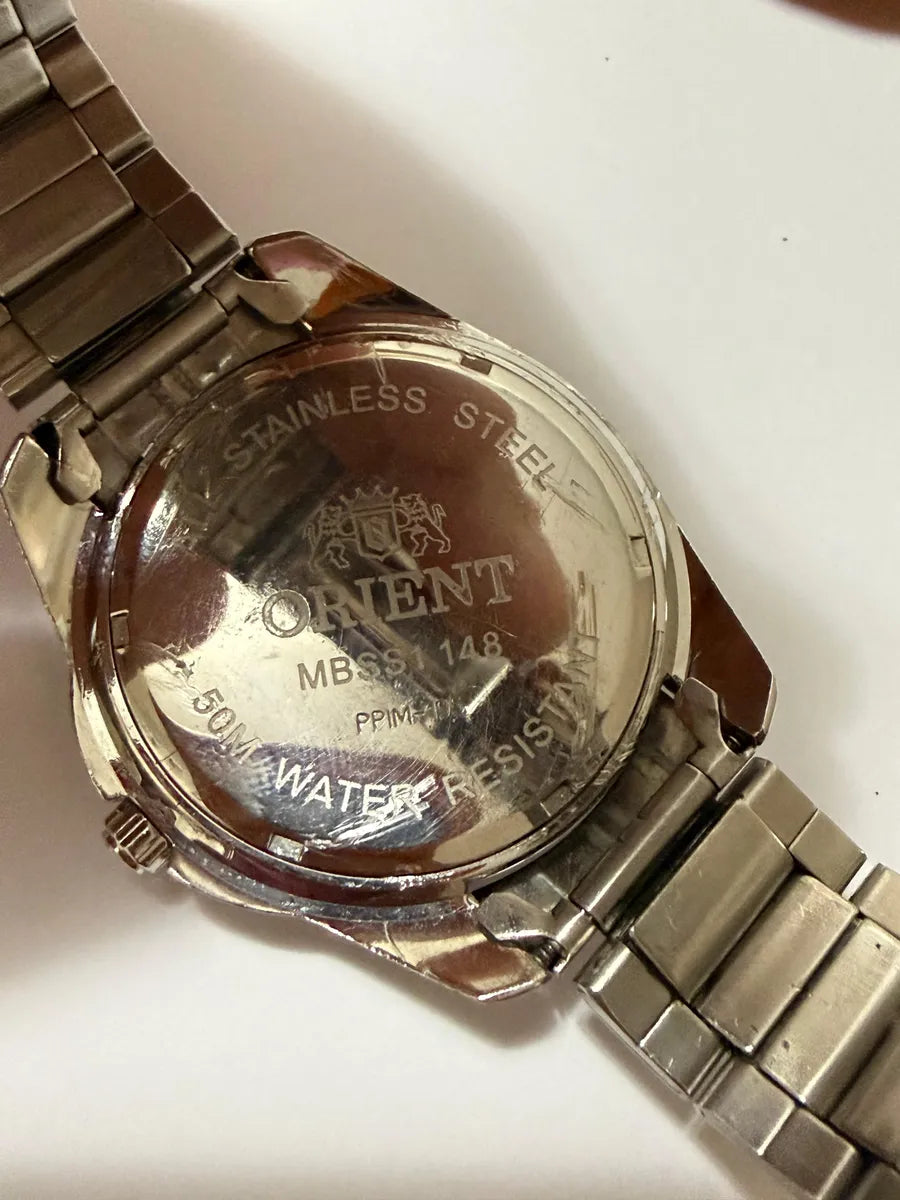 STAINLESS STEEL
ORIENT
MBSS1 148
50M WATER RESISTANT